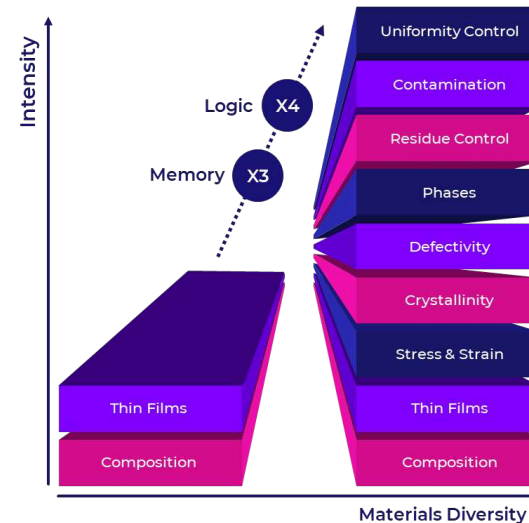 Intensity
Logic
X4
Memory
X3
Thin Films
Composition
Uniformity Control
Contamination
Residue Control
Phases
Defectivity
Crystallinity
Stress & Strain
Thin Films
Composition
Materials Diversity